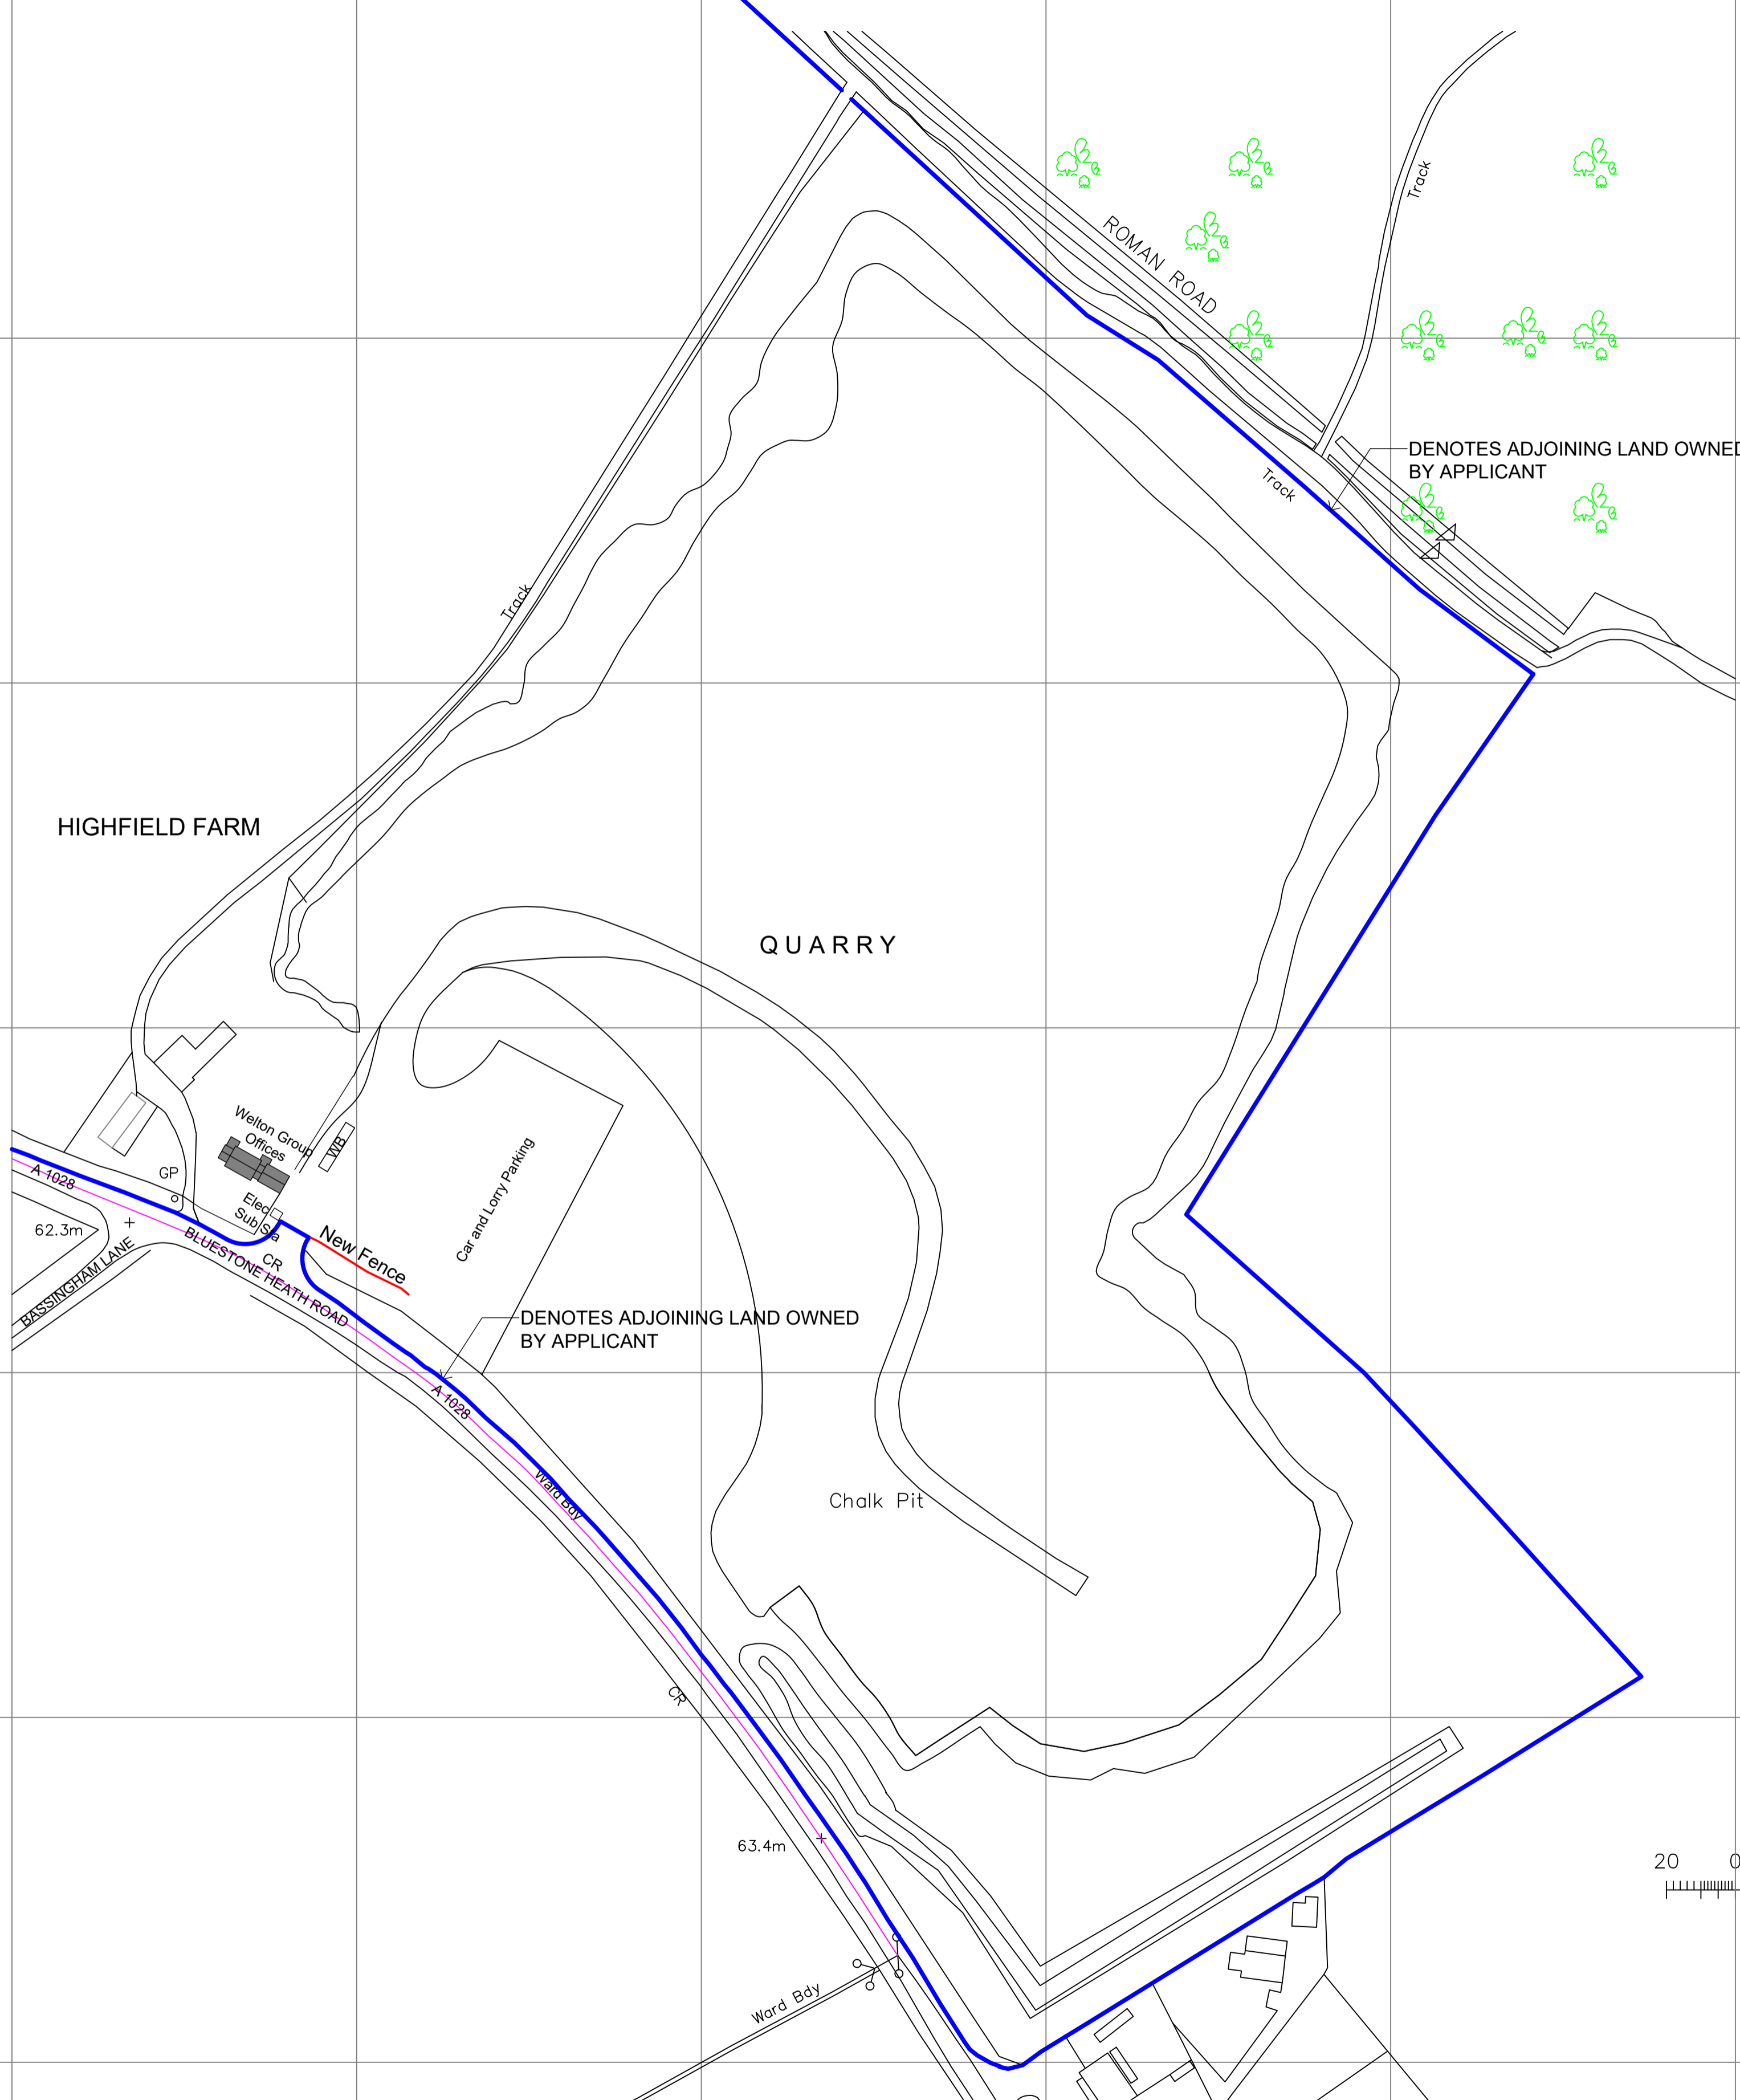 ROMAN ROAD
Track
DENOTES ADJOINING LAND OWNED
BY APPLICANT
Track
Track
HIGHFIELD FARM
QUARRY
Welton Group
Offices
WB
Car and Lorry Parking
GP
A 1028
Elec
Sub Sta
62.3m
New Fence
BLUESTONE HEATH ROAD
CR
BASSINGHAM LANE
DENOTES ADJOINING LAND OWNED
BY APPLICANT
A 1028
Ward Bdy
Chalk Pit
CR
63.4m
20
0
Ward Bdy